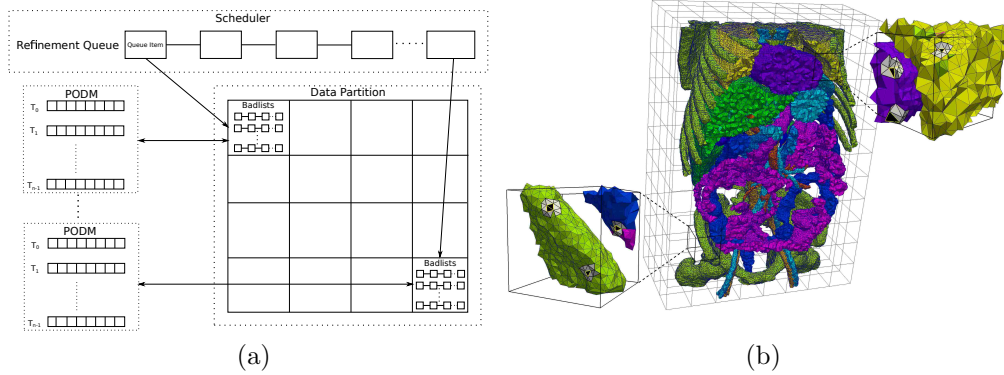 Scheduler
Refinement Queue
Queue Item
PODM
T0
T1
Tn-1
PODM
T0
T1
Tn-1
Data Partition
Badlists
Badlists
(a)
(b)